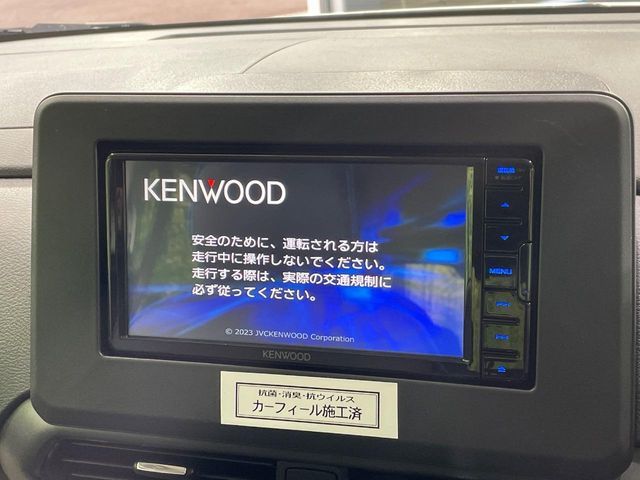 KENWOOD
安全のために、運転される方は
走行中に操作しないでください。
走行する際は、実際の交通規制に
必ず従ってください。
© 2023 JVCKENWOOD Corporation
KENWOOD
MENU
抗菌・消臭・抗ウイルス
カーフィール施工済